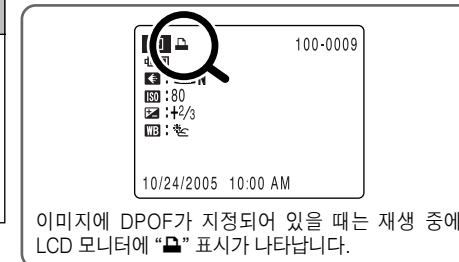 100-0009
ISO :80
:+2/3
WB :
10/24/2005 10:00 AM
이미지에 DPOF가 지정되어 있을 때는 재생 중에
LCD 모니터에 “ ” 표시가 나타납니다.